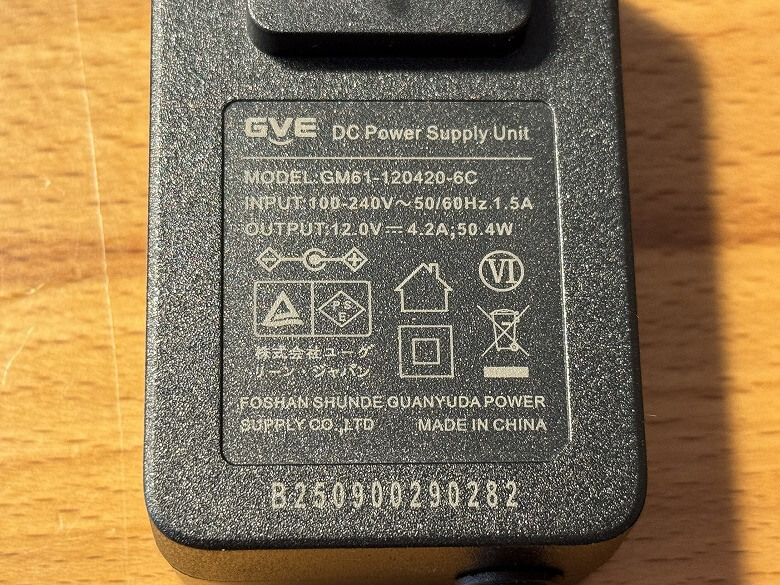 GVE DC Power Supply Unit
MODEL:GM61-120420-6C
INPUT:100-240V～50/60Hz.1.5A
OUTPUT:12.0V⎓4.2A;50.4W
VI
P S
E
株式会社ユーグ
リーン・ジャパン
FOSHAN SHUNDE GUANYUDA POWER
SUPPLY CO.,LTD MADE IN CHINA
B250900290282